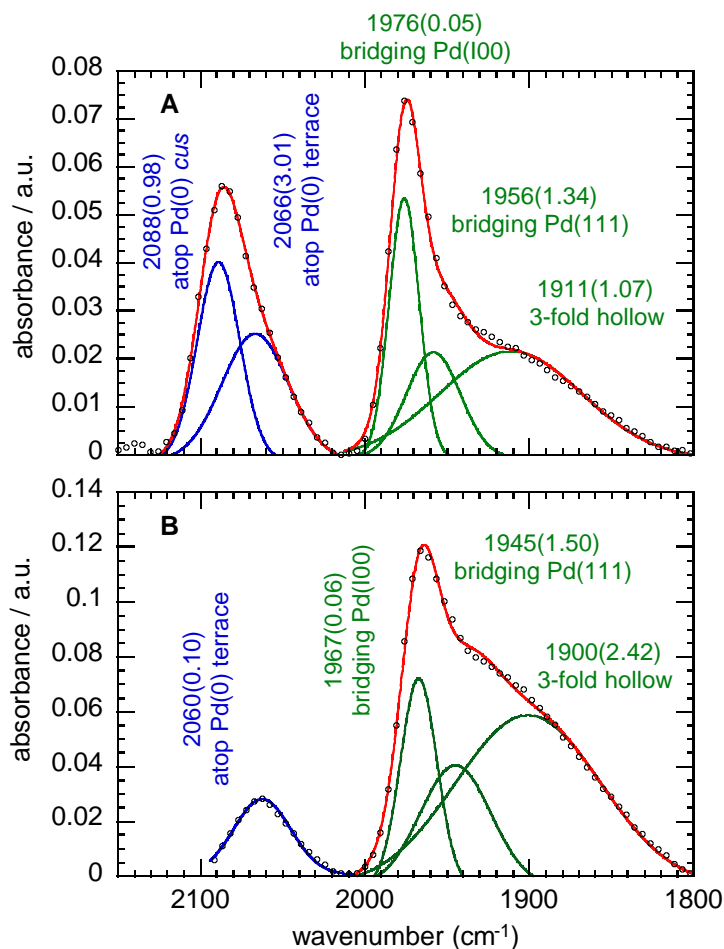 1976(0.05)
bridging Pd(I00)
0.08
0.07
0.06
0.05
0.04
0.03
0.02
0.01
0
absorbance / a.u.
A
2088(0.98)
atop Pd(0) cus
2066(3.01)
atop Pd(0) terrace
1956(1.34)
bridging Pd(111)
1911(1.07)
3-fold hollow
0.14
0.12
0.1
0.08
0.06
0.04
0.02
0
absorbance / a.u.
B
2060(0.10)
atop Pd(0) terrace
1967(0.06)
bridging Pd(I00)
1945(1.50)
bridging Pd(111)
1900(2.42)
3-fold hollow
2100 2000 1900 1800
wavenumber (cm-1)